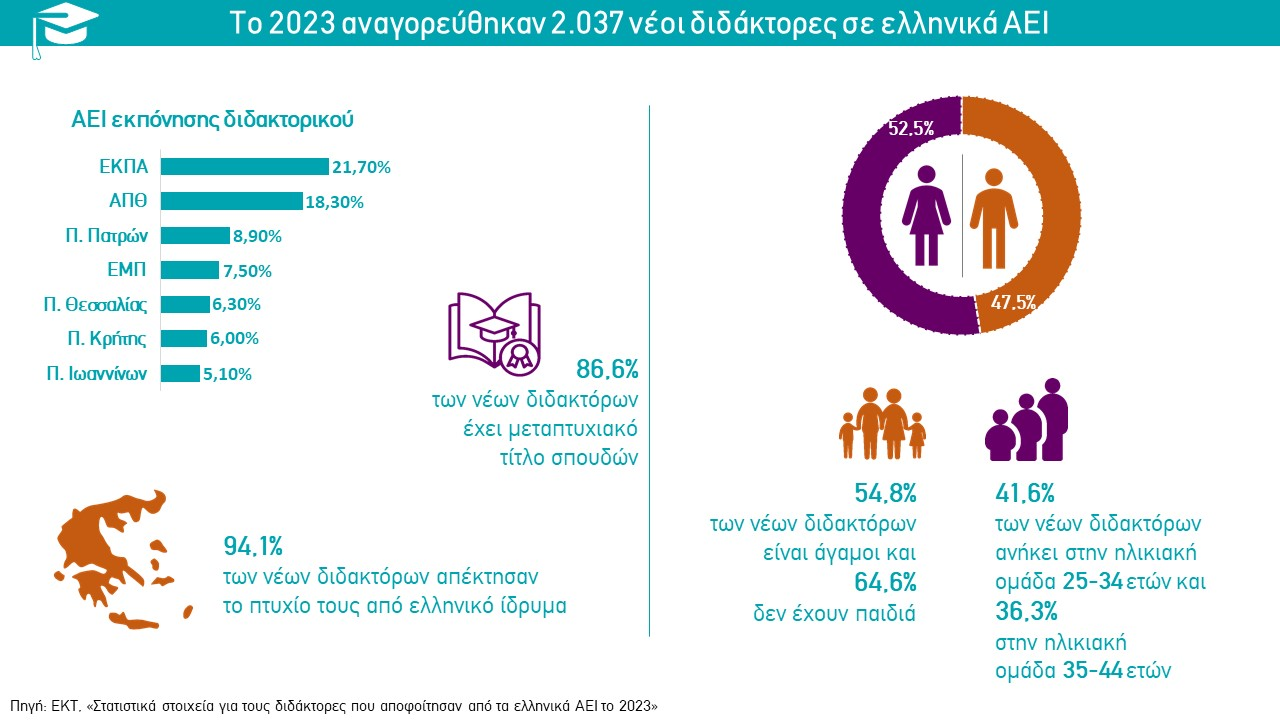 Το 2023 αναγορεύθηκαν 2.037 νέοι διδάκτορες σε ελληνικά ΑΕΙ
ΑΕΙ εκπόνησης διδακτορικού
ΕΚΠΑ 21,70%
ΑΠΘ 18,30%
Π. Πατρών 8,90%
ΕΜΠ 7,50%
Π. Θεσσαλίας 6,30%
Π. Κρήτης 6,00%
Π. Ιωαννίνων 5,10%
86,6%
των νέων διδακτόρων
έχει μεταπτυχιακό
τίτλο σπουδών
94,1%
των νέων διδακτόρων απέκτησαν
το πτυχίο τους από ελληνικό ίδρυμα
52,5%
47,5%
54,8%
των νέων διδακτόρων
είναι άγαμοι και
64,6%
δεν έχουν παιδιά
41,6%
των νέων διδακτόρων
ανήκει στην ηλικιακή
ομάδα 25-34 ετών και
36,3%
στην ηλικιακή
ομάδα 35-44 ετών
Πηγή: ΕΚΤ, «Στατιστικά στοιχεία για τους διδάκτορες που αποφοίτησαν από τα ελληνικά ΑΕΙ το 2023»